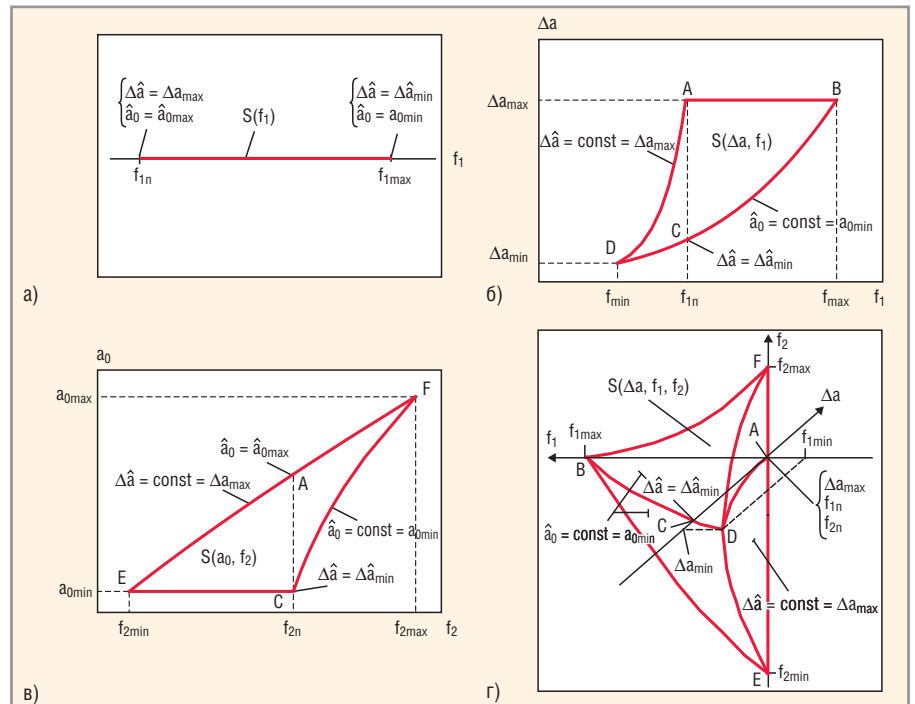 Δâ = Δa_max
â_0 = â_0max
S(f_1)
Δâ = Δâ_min
â_0 = a_0min
f_1n
f_1max
f_1
а)
Δa
A
B
Δa_max
Δâ = const = Δa_max
S(Δa, f_1)
C
â_0 = const = a_0min
D
Δâ = Δâ_min
Δa_min
f_min
f_1n
f_max
f_1
б)
a_0
F
a_0max
â_0 = â_0max
A
Δâ = const = Δa_max
â_0 = const = a_0min
S(a_0, f_2)
E
Δâ = Δâ_min
a_0min
C
f_2min
f_2n
f_2max
f_2
в)
f_2
F
f_2max
S(Δa, f_1, f_2)
Δa
A
f_1
f_1max
f_1min
B
Δa_max
f_1n
f_2n
Δâ = Δâ_min
C
D
â_0 = const = a_0min
Δa_min
Δâ = const = Δa_max
E
f_2min
г)